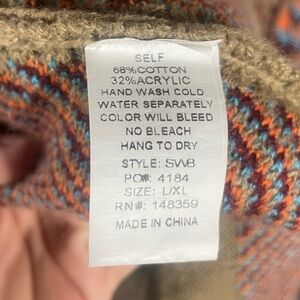 SELF
68%COTTON
32%ACRYLIC
HAND WASH COLD
WATER SEPARATELY
COLOR WILL BLEED
NO BLEACH
HANG TO DRY
STYLE: SWB
PO#: 4184
SIZE: L/XL
RN#: 148359
MADE IN CHINA